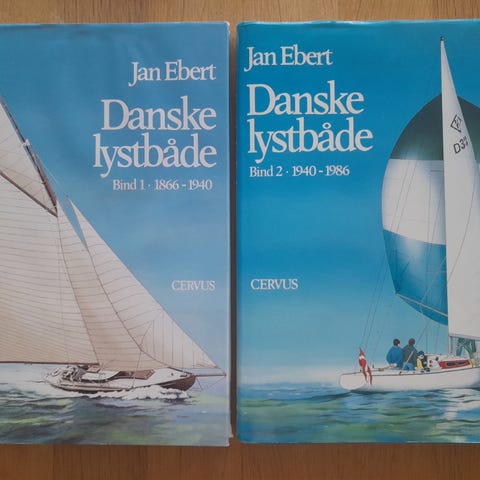 Jan Ebert
Danske
lystbåde
Bind 1 · 1866 - 1940
CERVUS
Jan Ebert
Danske
lystbåde
Bind 2 · 1940 - 1986
CERVUS